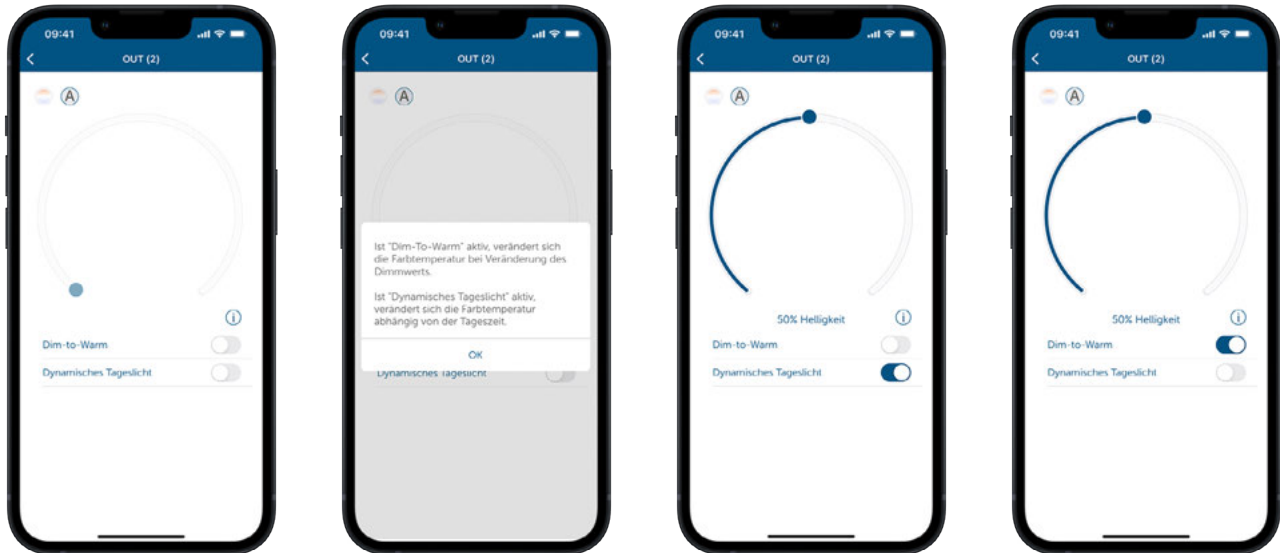 09:41
OUT (2)
A
Dim-to-Warm
Dynamisches Tageslicht
09:41
OUT (2)
A
Ist "Dim-To-Warm" aktiv, verändert sich
die Farbtemperatur bei Veränderung des
Dimmwerts.
Ist "Dynamisches Tageslicht" aktiv,
verändert sich die Farbtemperatur
abhängig von der Tageszeit.
OK
Dynamisches Tageslicht
09:41
OUT (2)
A
50% Helligkeit
Dim-to-Warm
Dynamisches Tageslicht
09:41
OUT (2)
A
50% Helligkeit
Dim-to-Warm
Dynamisches Tageslicht